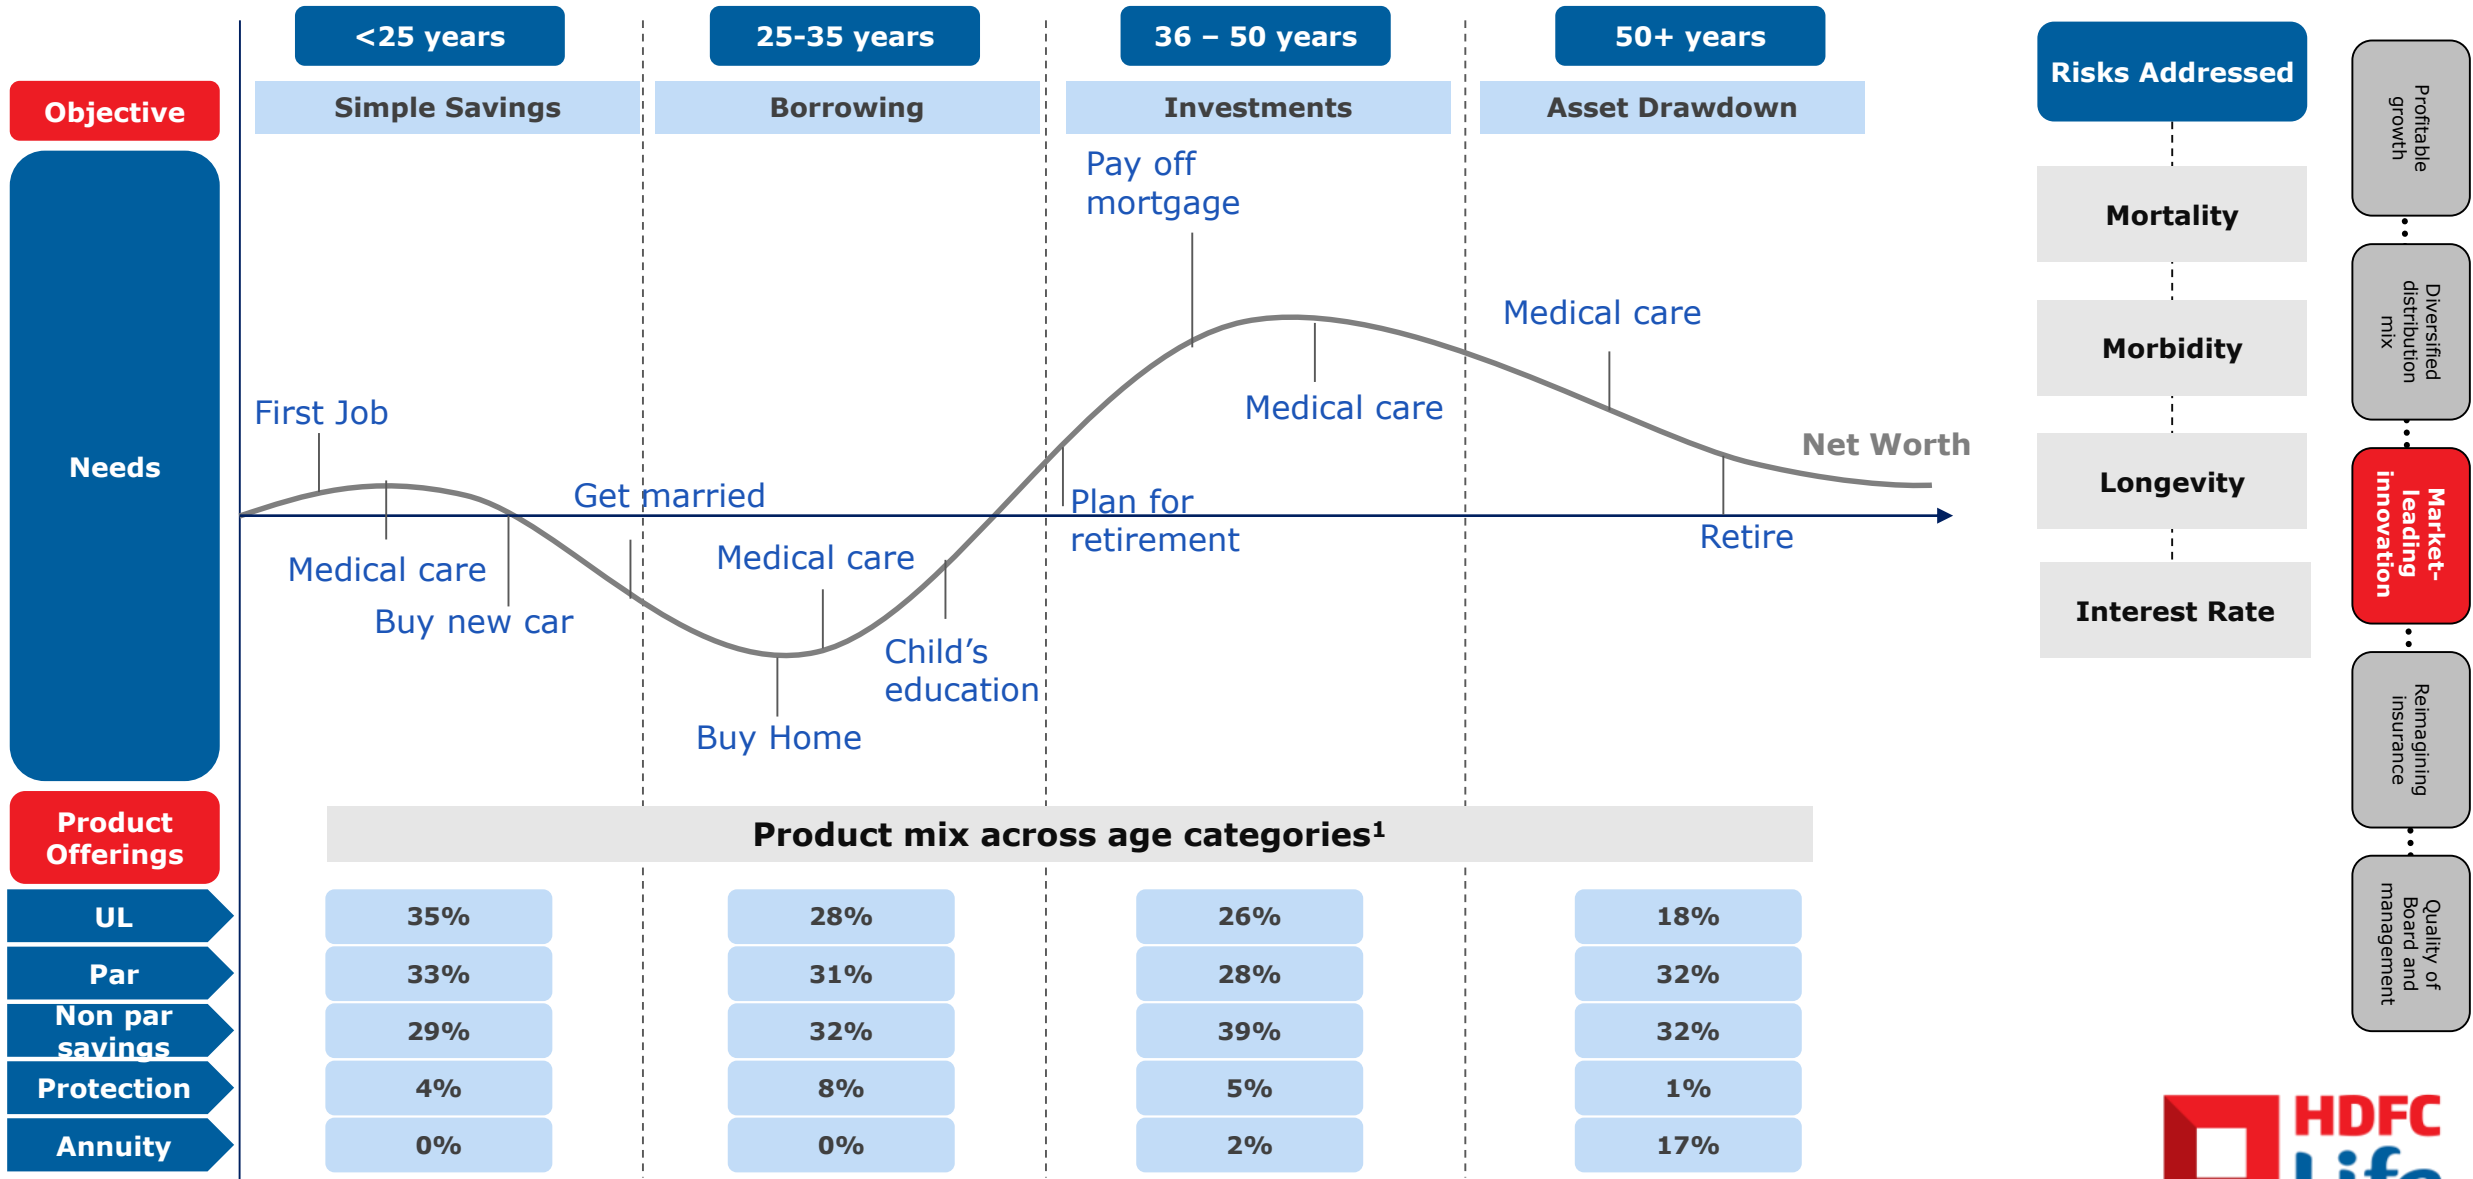 <25 years
25-35 years
36 – 50 years
50+ years
Risks Addressed
Objective
Simple Savings
Borrowing
Investments
Asset Drawdown
Needs
Pay off
mortgage
Medical care
First Job
Medical care
Net Worth
Get married
Plan for
retirement
Retire
Medical care
Medical care
Buy new car
Child’s
education
Buy Home
Mortality
Morbidity
Longevity
Interest Rate
Profitable
growth
Diversified
distribution
mix
Market-
leading
innovation
Reimagining
insurance
Quality of
Board and
management
Product
Offerings
Product mix across age categories¹
UL
35%
28%
26%
18%
Par
33%
31%
28%
32%
Non par
savings
29%
32%
39%
32%
Protection
4%
8%
5%
1%
Annuity
0%
0%
2%
17%
HDFC
Life